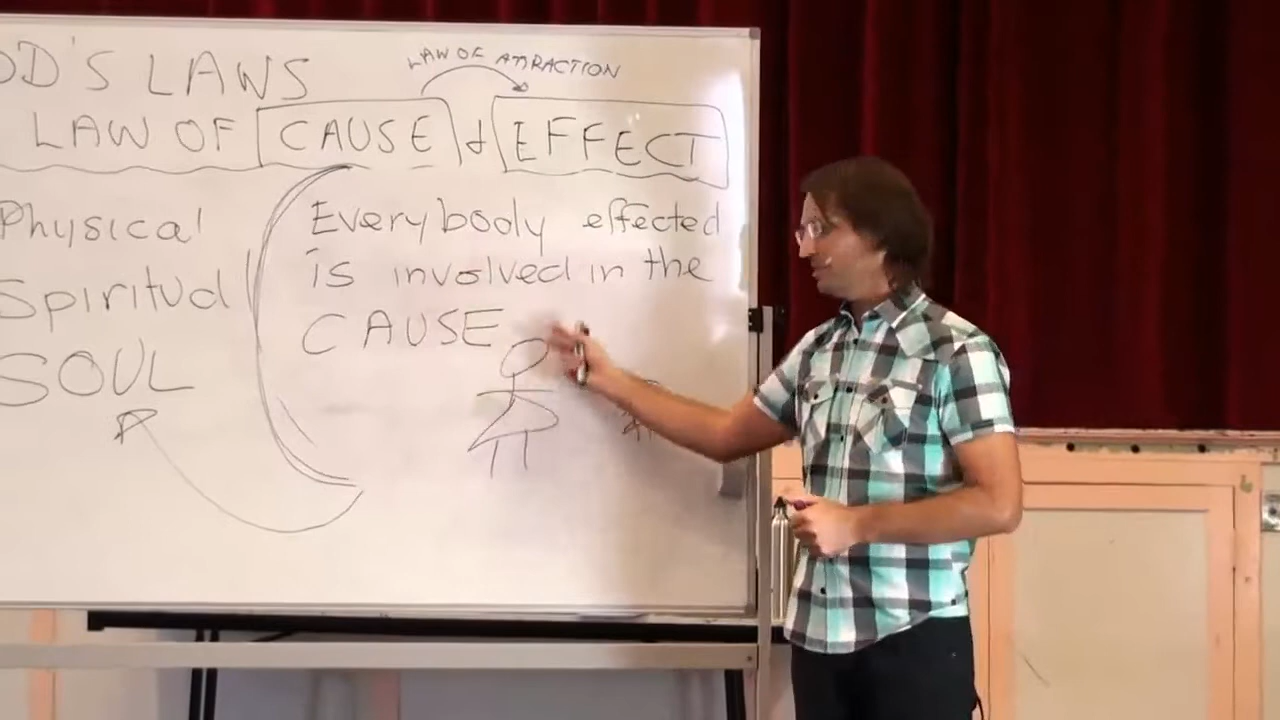 OD'S LAWS
LAW OF ATTRACTION
LAW OF CAUSE & EFFECT
Physical
Spiritual
SOUL
Everybody effected
is involved in the
CAUSE